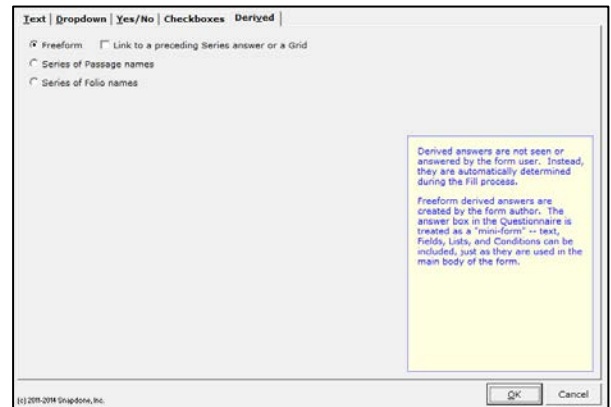 Text | Dropdown | Yes/No | Checkboxes | Derived |
Freeform Link to a preceding Series answer or a Grid
Series of Passage names
Series of Folio names
Derived answers are not seen or
answered by the form user. Instead,
they are automatically determined
during the Fill process.
Freeform derived answers are
created by the form author. The
answer box in the Questionnaire is
treated as a "mini-form" -- text,
Fields, Lists, and Conditions can be
included, just as they are used in the
main body of the form.
(c) 2011-2014 Snapdone, Inc.
OK Cancel